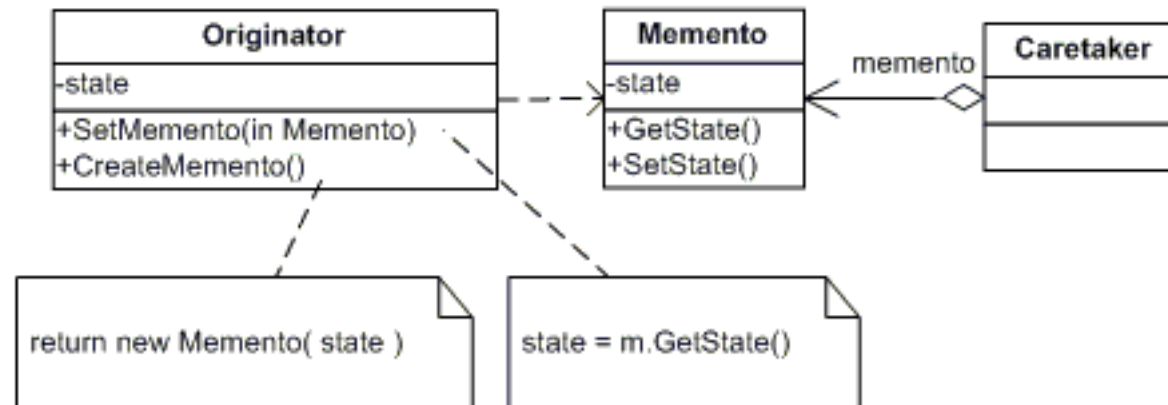 Originator
-state
+SetMemento(in Memento)
+CreateMemento()
Memento
-state
+GetState()
+SetState()
memento
Caretaker
return new Memento( state )
state = m.GetState()